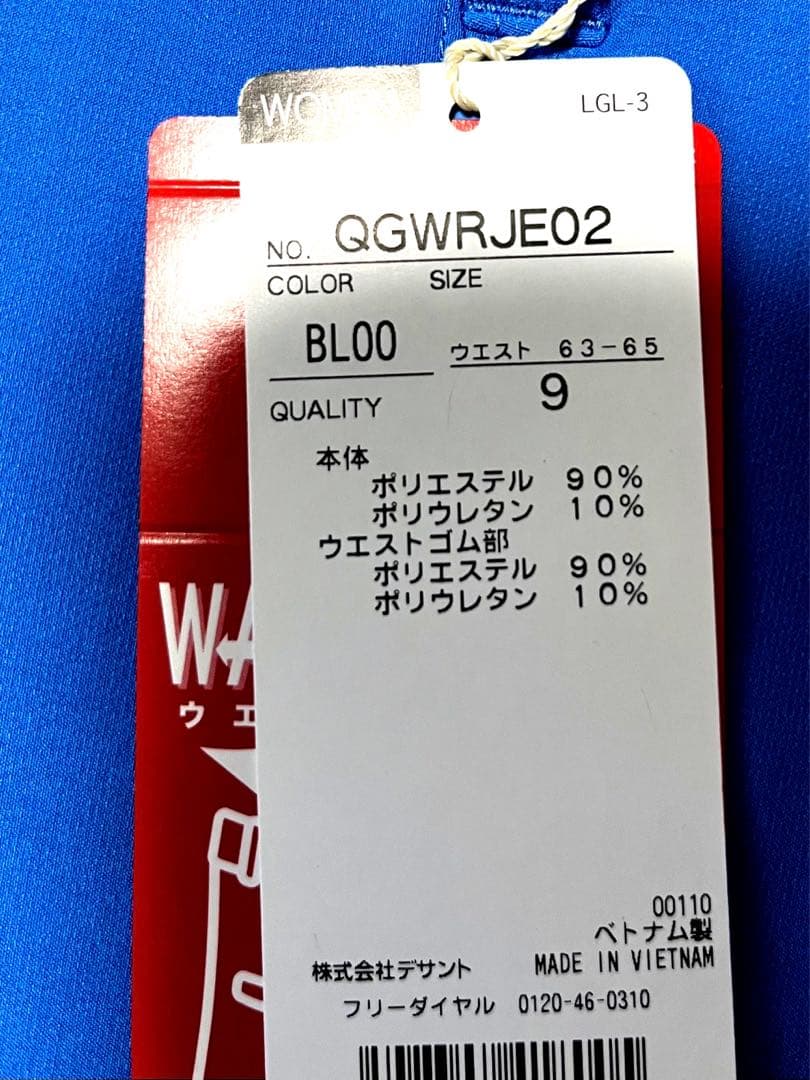 WOMEN
LGL-3
NO. QGWRJE02
COLOR SIZE
BL00 ウエスト 63-65
9
QUALITY
本体
ポリエステル 90%
ポリウレタン 10%
ウエストゴム部
ポリエステル 90%
ポリウレタン 10%
00110
ベトナム製
株式会社デサント MADE IN VIETNAM
フリーダイヤル 0120-46-0310